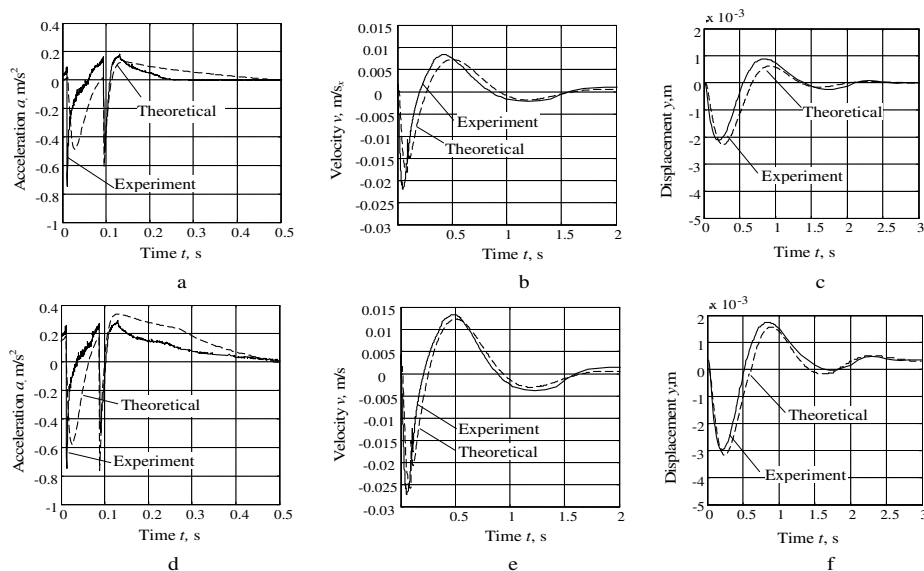 Acceleration a, m/s²
0.4
0.2
0
-0.2
-0.4
-0.6
-0.8
-1
Theoretical
Experiment
0 0.1 0.2 0.3 0.4 0.5
Time t, s
a
Velocity v, m/s,
0.015
0.01
0.005
0
-0.005
-0.01
-0.015
-0.02
-0.025
-0.03
Experiment
Theoretical
0.5 1 1.5 2
Time t, s
b
x 10⁻³
Displacement y,m
2
1
0
-1
-2
-3
-4
-5
Theoretical
Experiment
0 0.5 1 1.5 2 2.5 3
Time t, s
c
Acceleration a, m/s²
0.4
0.2
0
-0.2
-0.4
-0.6
-0.8
-1
Theoretical
Experiment
0 0.1 0.2 0.3 0.4 0.5
Time t, s
d
Velocity v, m/s
0.015
0.01
0.005
0
-0.005
-0.01
-0.015
-0.02
-0.025
-0.03
Experiment
Theoretical
0.5 1 1.5 2
Time t, s
e
x 10⁻³
Displacement y,m
2
1
0
-1
-2
-3
-4
-5
Theoretical
Experiment
0 0.5 1 1.5 2 2.5 3
Time t, s
f